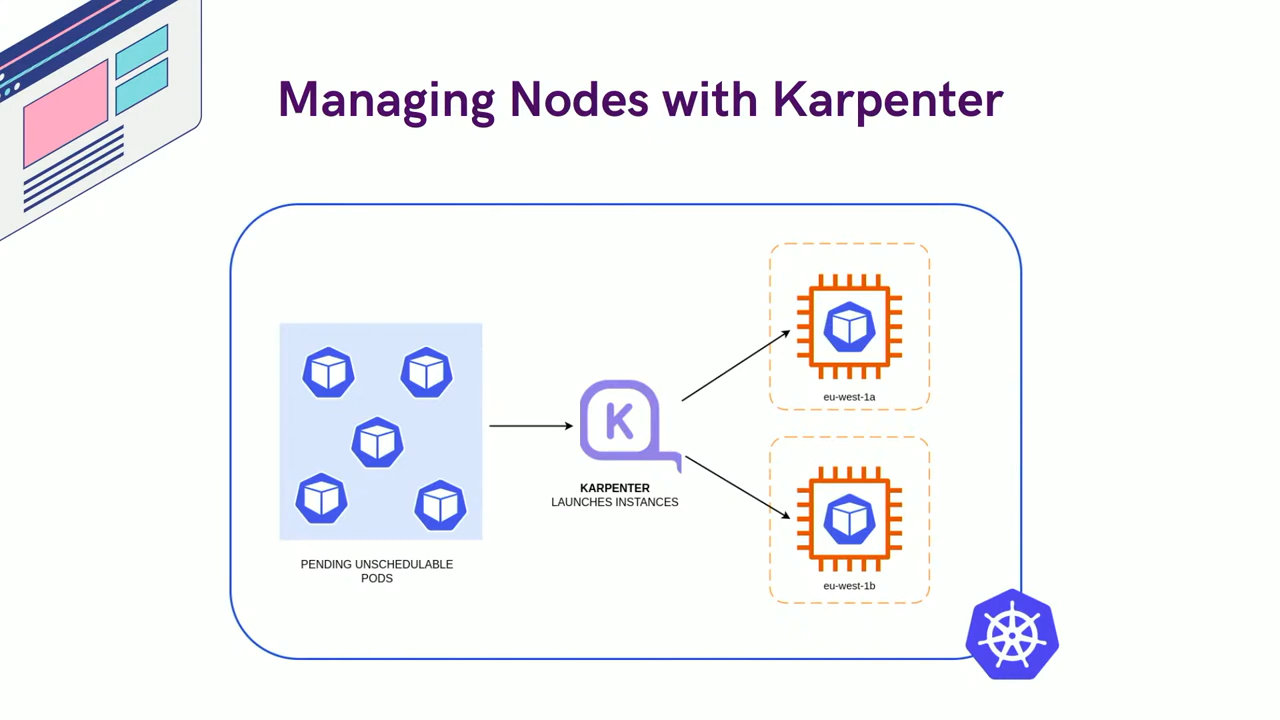 Managing Nodes with Karpenter
PENDING UNSCHEDULABLE
PODS
K
KARPENTER
LAUNCHES INSTANCES
eu-west-1a
eu-west-1b